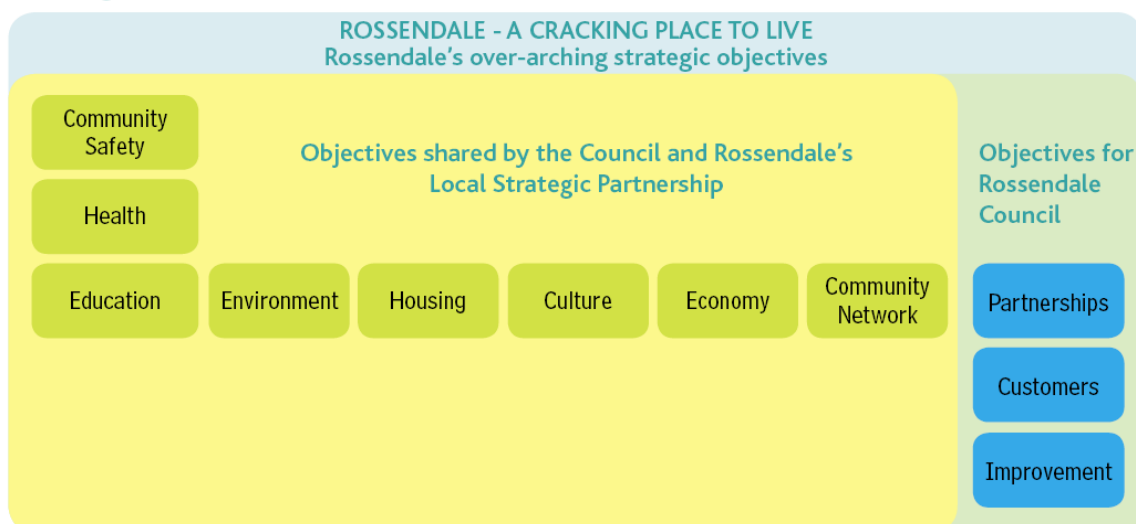 ROSSENDALE - A CRACKING PLACE TO LIVE
Rossendale's over-arching strategic objectives
Community
Safety
Health
Objectives shared by the Council and Rossendale's
Local Strategic Partnership
Objectives for
Rossendale
Council
Education
Environment
Housing
Culture
Economy
Community
Network
Partnerships
Customers
Improvement